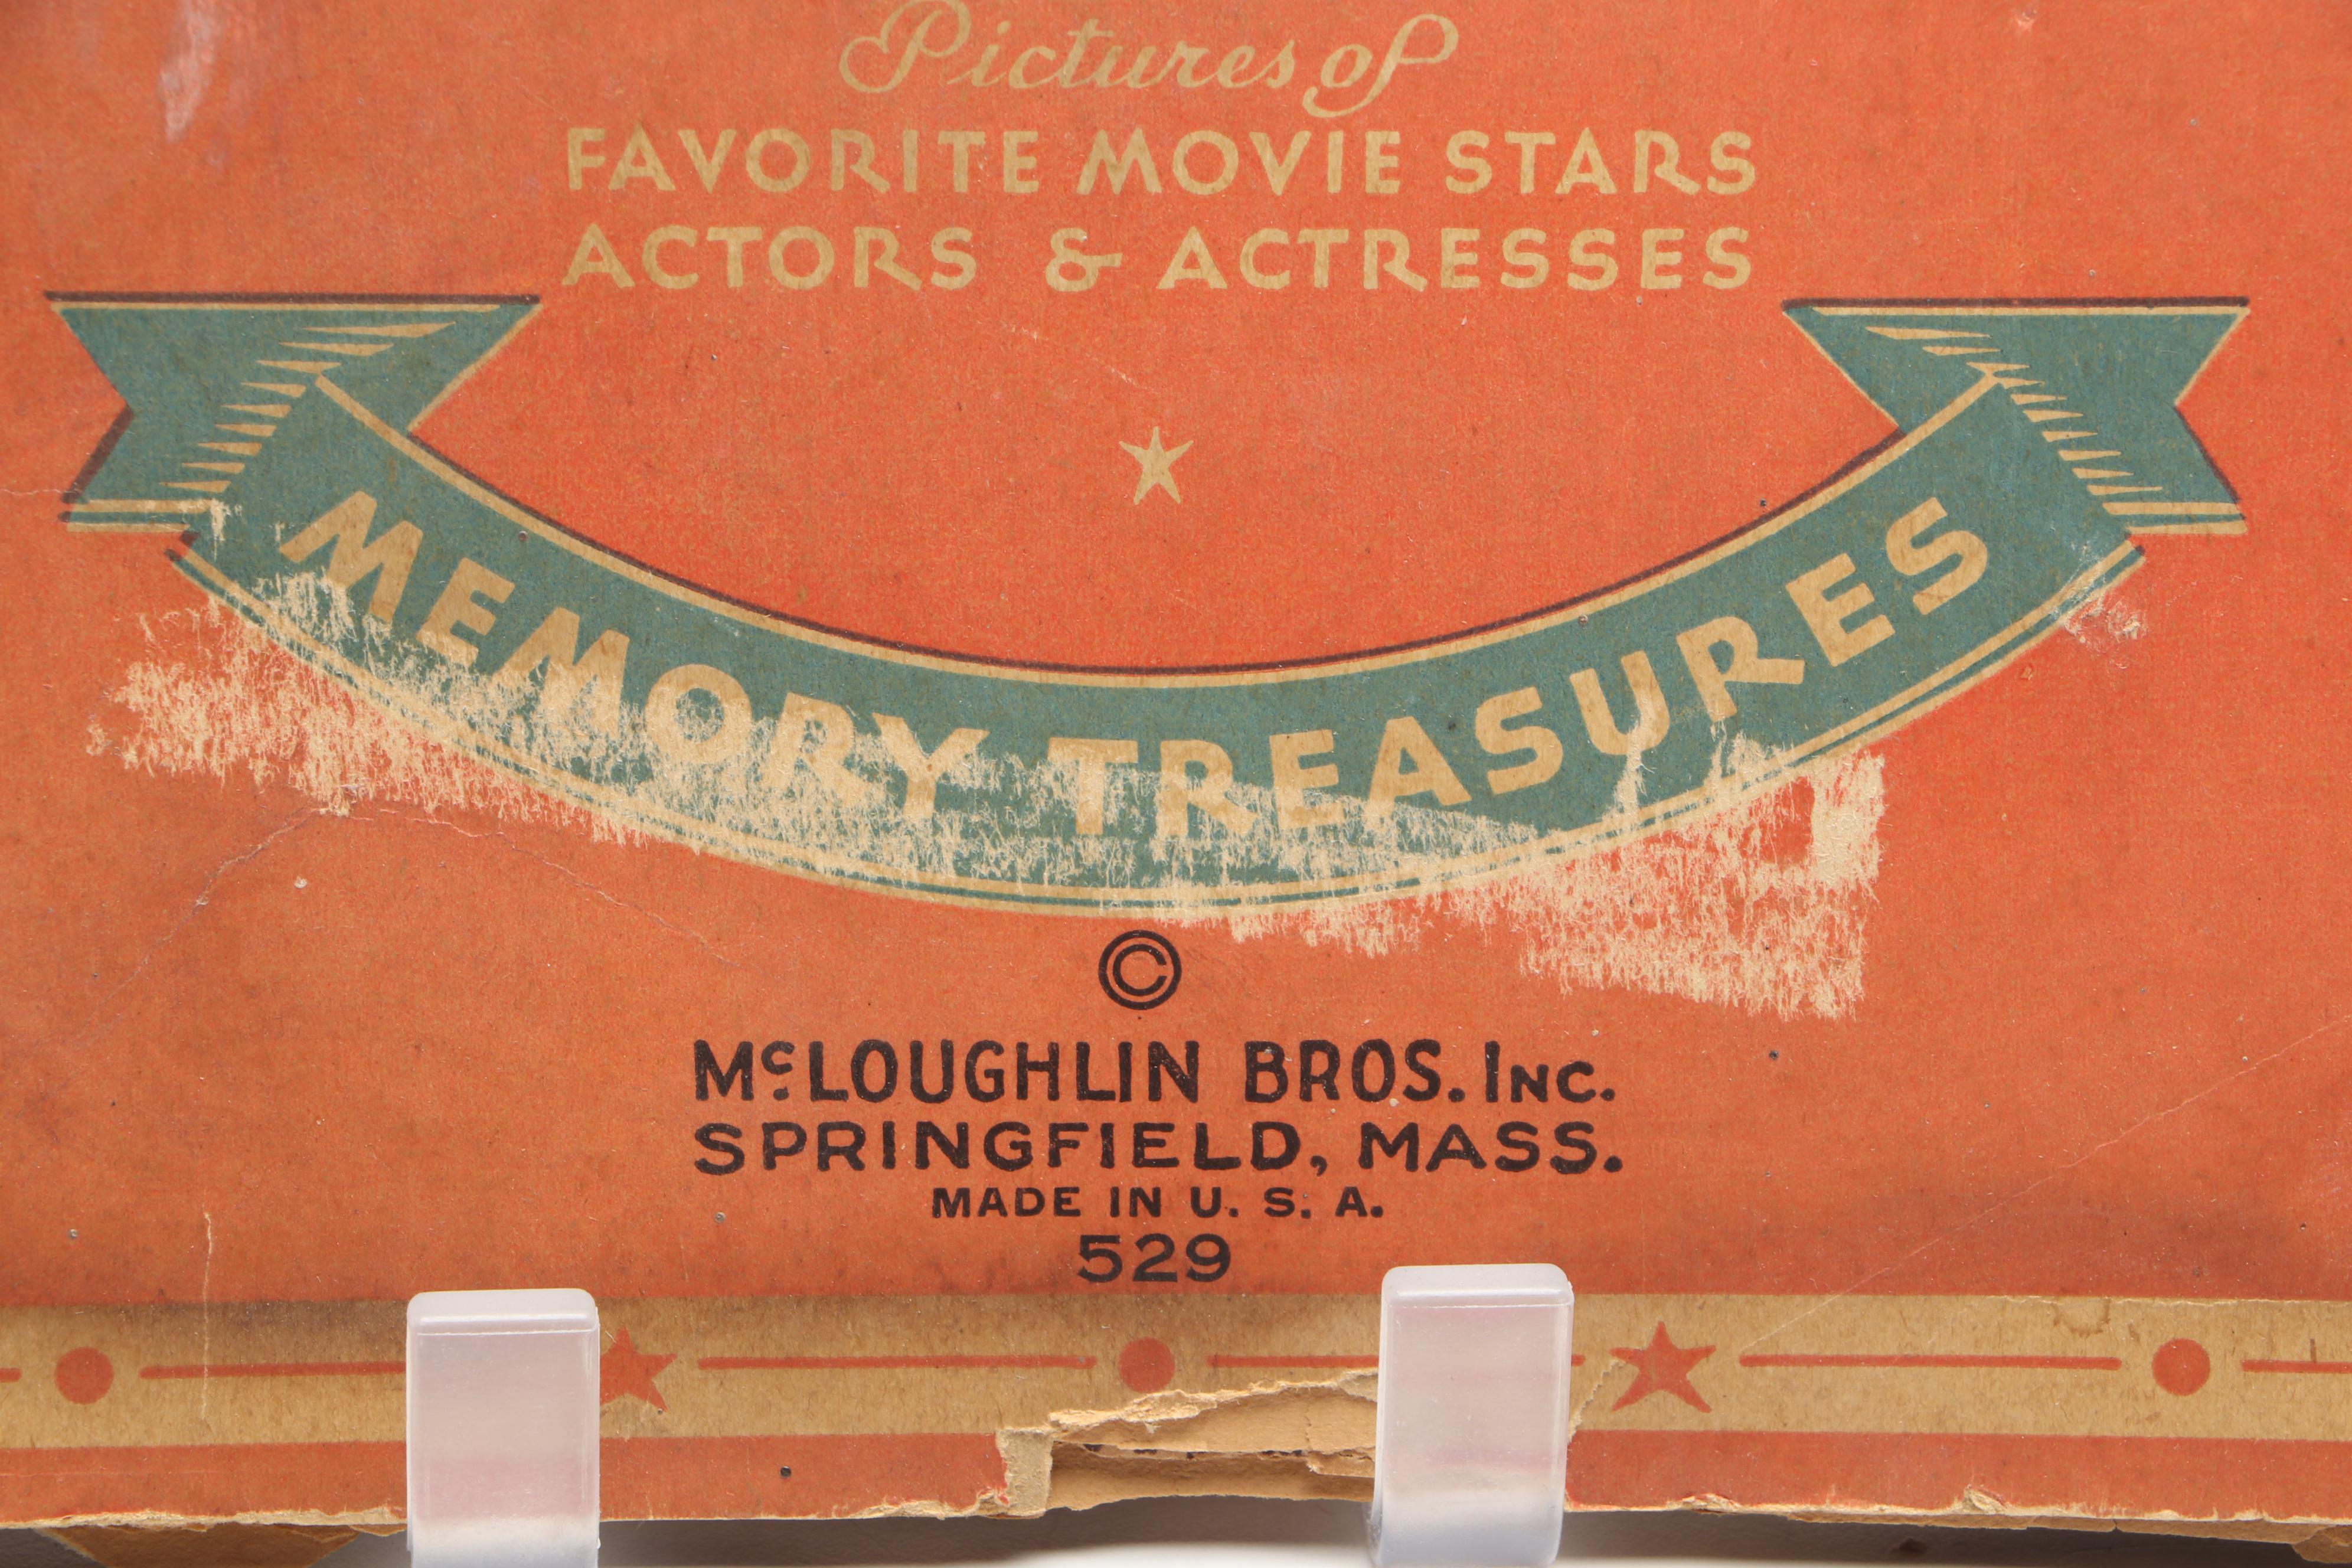 Pictures of
FAVORITE MOVIE STARS
ACTORS & ACTRESSES
MEMORY TREASURES
©
McLOUGHLIN BROS. INC.
SPRINGFIELD, MASS.
MADE IN U. S. A.
529